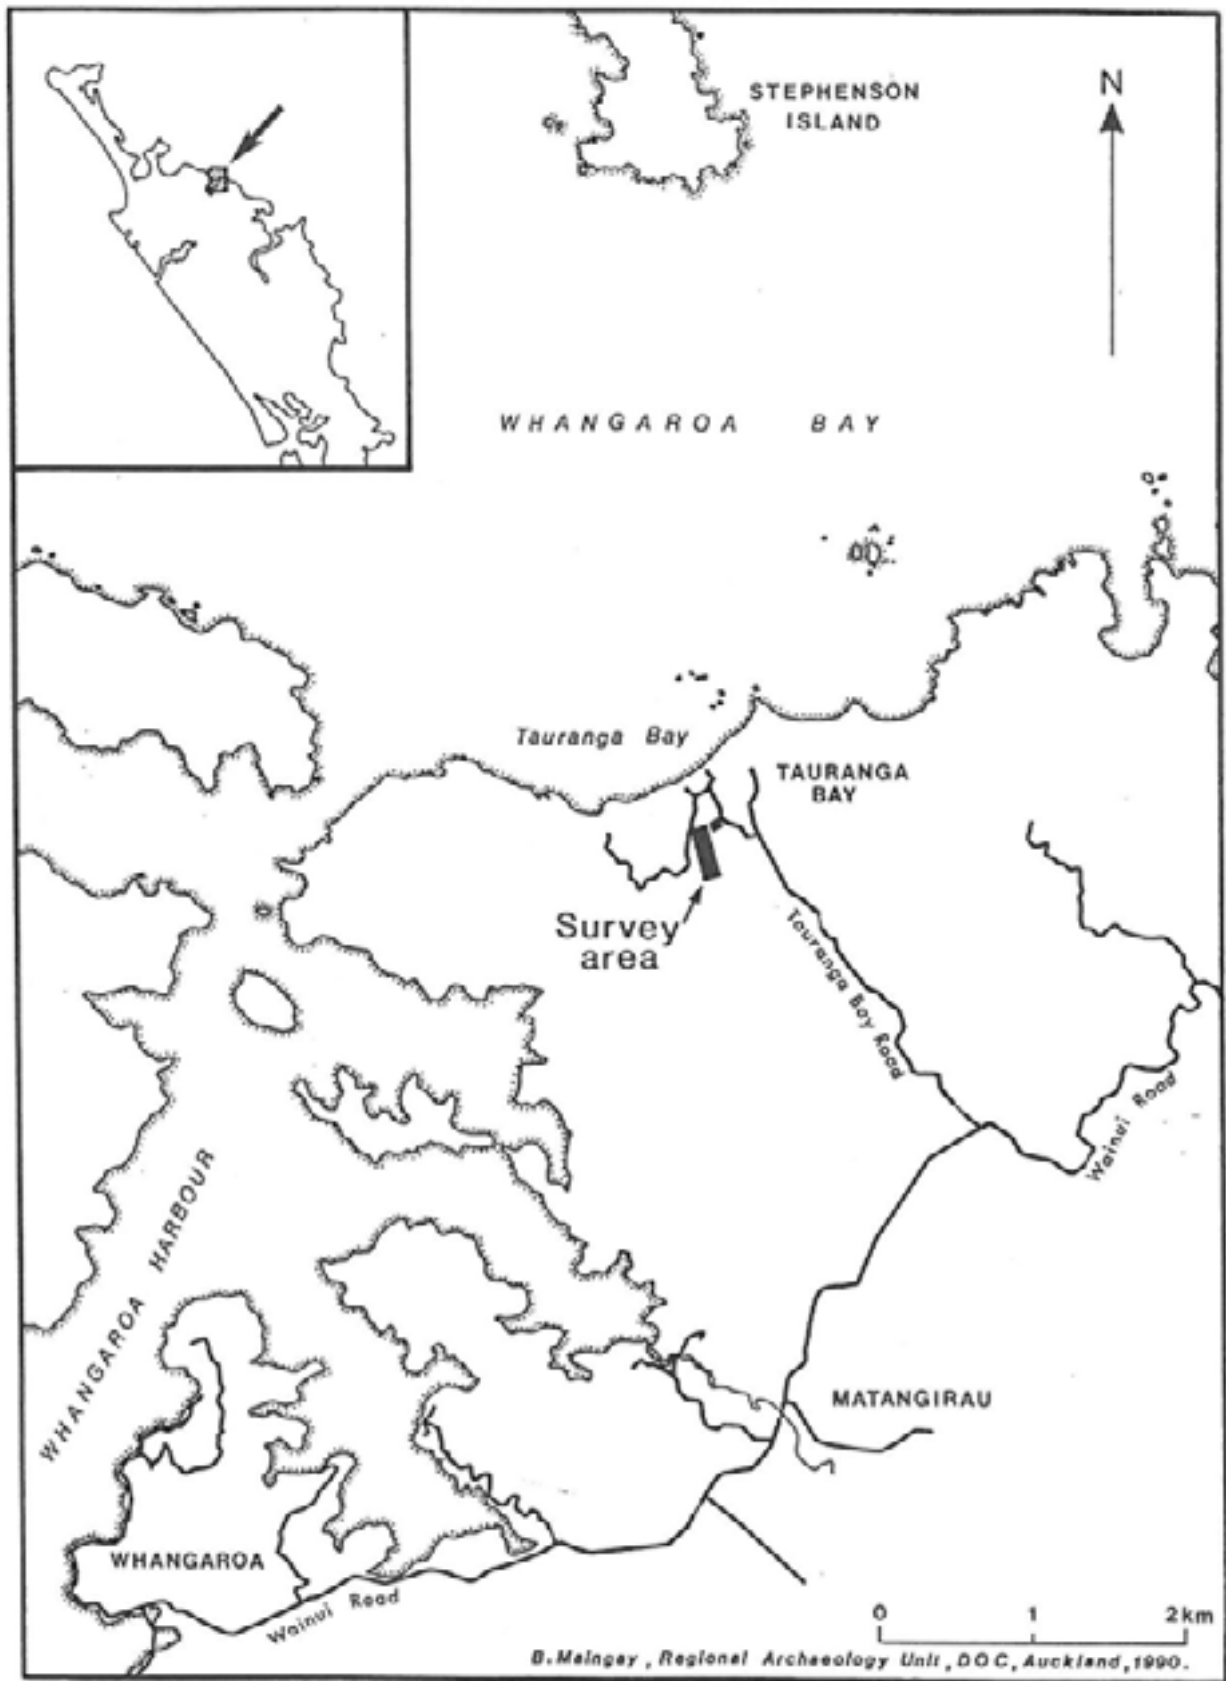 STEPHENSON
ISLAND
N
WHANGAROA BAY
Tauranga Bay
TAURANGA
BAY
Survey
area
Tauranga Bay Road
Wainui Road
WHANGAROA HARBOUR
MATANGIRAU
WHANGAROA
Wainui Road
0 1 2km
B. Maingay, Regional Archaeology Unit, DOC, Auckland, 1990.